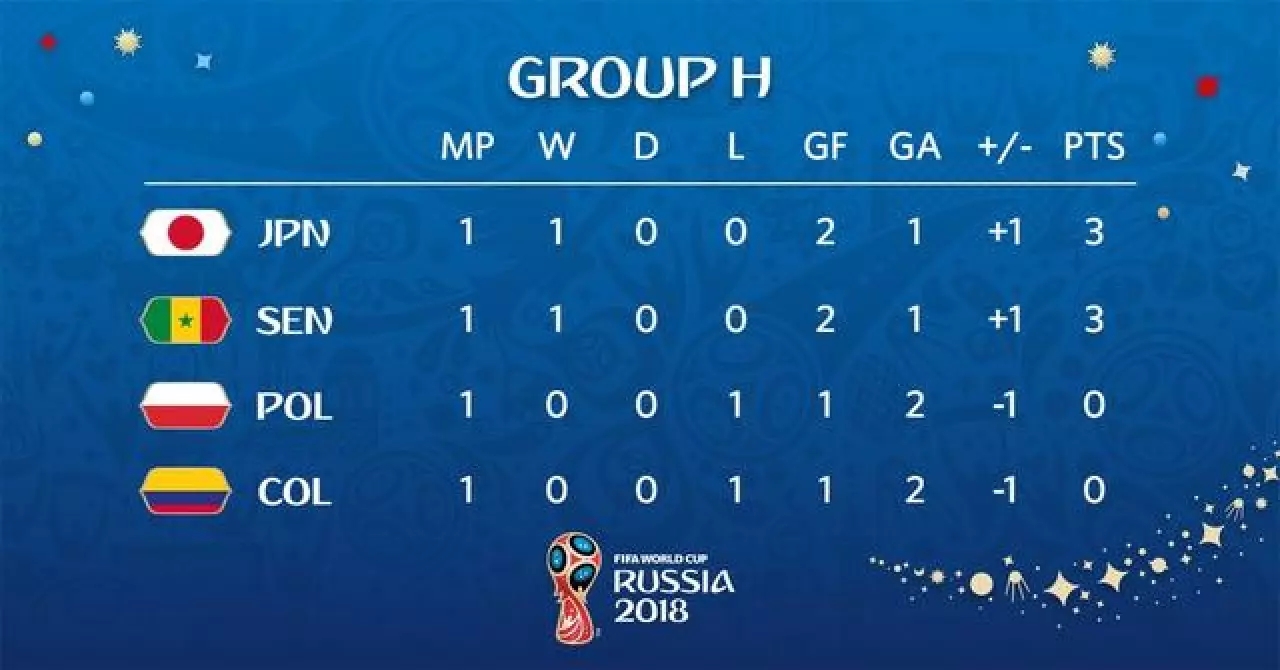 GROUP H
MP W D L GF GA +/- PTS
JPN 1 1 0 0 2 1 +1 3
SEN 1 1 0 0 2 1 +1 3
POL 1 0 0 1 1 2 -1 0
COL 1 0 0 1 1 2 -1 0
FIFA WORLD CUP
RUSSIA
2018